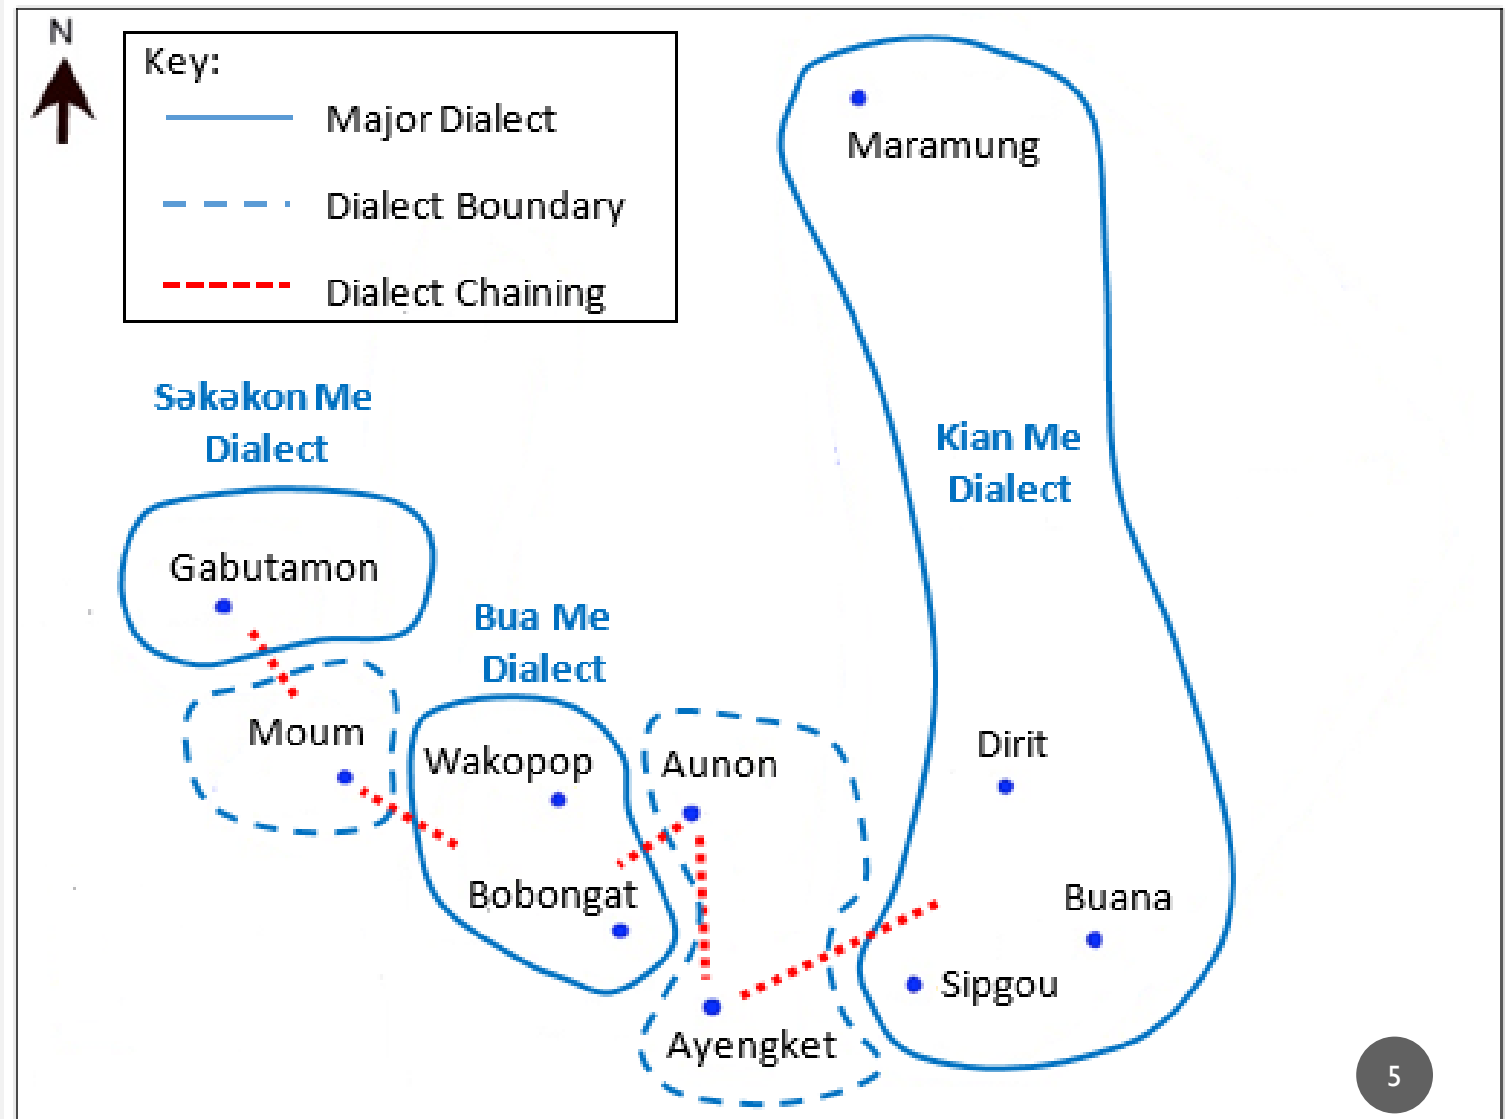 N
Key:
Major Dialect
Dialect Boundary
Dialect Chaining
Maramung
Səkəkon Me
Dialect
Kian Me
Dialect
Gabutamon
Bua Me
Dialect
Moum
Wakopop
Aunon
Dirit
Bobongat
Buana
Sipgou
Ayengket
5